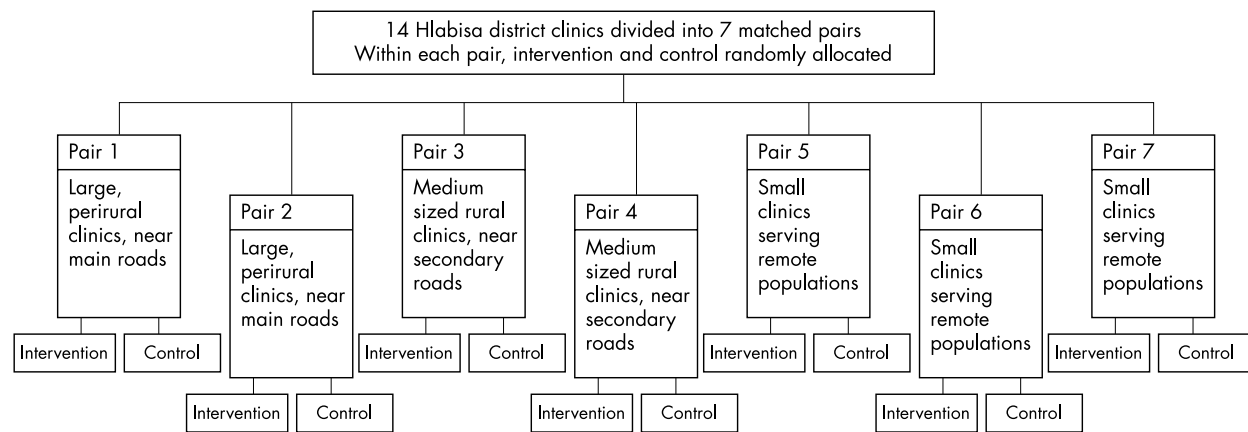 14 Hlabisa district clinics divided into 7 matched pairs
Within each pair, intervention and control randomly allocated
Pair 1
Large,
perirural
clinics, near
main roads
Intervention
Control
Pair 2
Large,
perirural
clinics, near
main roads
Intervention
Control
Pair 3
Medium
sized rural
clinics, near
secondary
roads
Intervention
Control
Pair 4
Medium
sized rural
clinics, near
secondary
roads
Intervention
Control
Pair 5
Small
clinics
serving
remote
populations
Intervention
Control
Pair 6
Small
clinics
serving
remote
populations
Intervention
Control
Pair 7
Small
clinics
serving
remote
populations
Intervention
Control